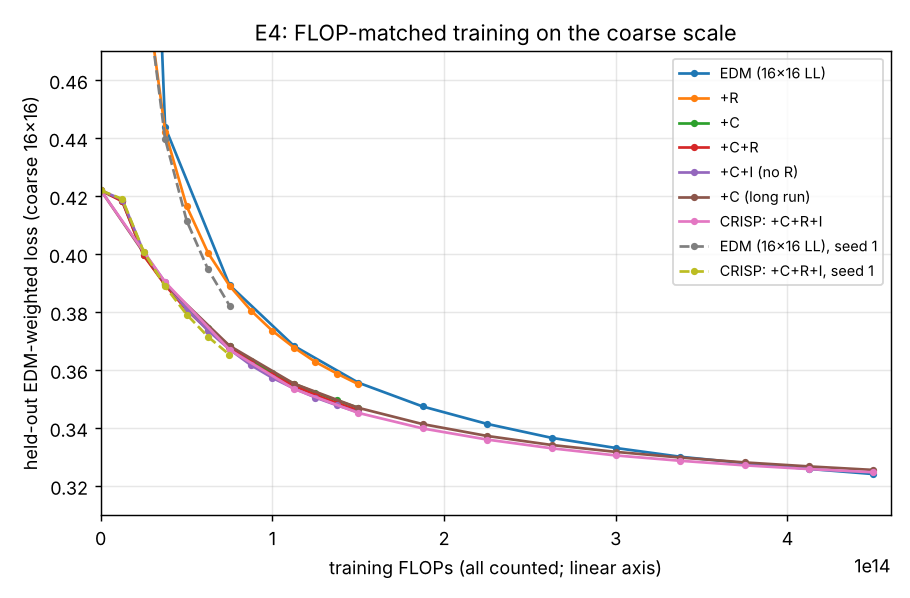 E4: FLOP-matched training on the coarse scale
held-out EDM-weighted loss (coarse 16×16)
0.46
0.44
0.42
0.40
0.38
0.36
0.34
0.32
EDM (16×16 LL)
+R
+C
+C+R
+C+I (no R)
+C (long run)
CRISP: +C+R+I
EDM (16×16 LL), seed 1
CRISP: +C+R+I, seed 1
0 1 2 3 4
1e14
training FLOPs (all counted; linear axis)